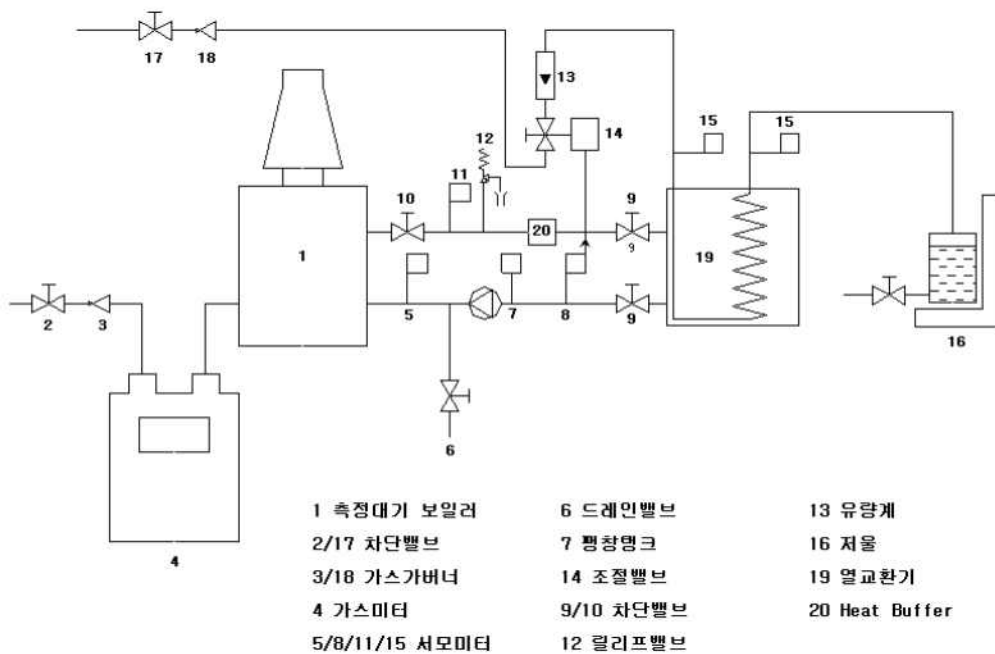 17
18
13
14
15
15
12
11
10
20
9
9
1
19
2
3
5
7
8
9
16
6
4
1 측정대기 보일러
6 드레인밸브
13 유량계
2/17 차단밸브
7 팽창탱크
16 저울
3/18 가스가버너
14 조절밸브
19 열교환기
4 가스미터
9/10 차단밸브
20 Heat Buffer
5/8/11/15 서모미터
12 릴리프밸브